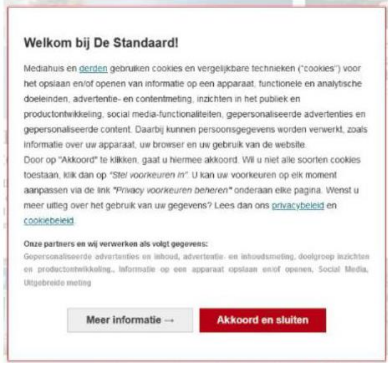 Welkom bij De Standaard!
Mediahuis en derden gebruiken cookies en vergelijkbare technieken ("cookies") voor
het opslaan en/of openen van informatie op een apparaat, functionele en analytische
doeleinden, advertentie- en contentmeting, inzichten in het publiek en
productontwikkeling, social media-functionaliteiten, gepersonaliseerde advertenties en
gepersonaliseerde content. Daarbij kunnen persoonsgegevens worden verwerkt, zoals
informatie over uw apparaat, uw browser en uw gebruik van de website.
Door op "Akkoord" te klikken, gaat u hiermee akkoord. Wil u niet alle soorten cookies
toestaan, klik dan op "Stel voorkeuren in". U kan uw voorkeuren op elk moment
aanpassen via de link "Privacy voorkeuren beheren" onderaan elke pagina. Wenst u
meer uitleg over het gebruik van uw gegevens? Lees dan ons privacybeleid en
cookiebeleid.
Onze partners en wij verwerken als volgt gegevens:
Gepersonaliseerde advertenties en inhoud, advertentie- en inhoudsmeting, doelgroep inzichten
en productontwikkeling., Informatie op een apparaat opslaan en/of openen, Social Media,
Uitgebreide meting
Meer informatie → Akkoord en sluiten